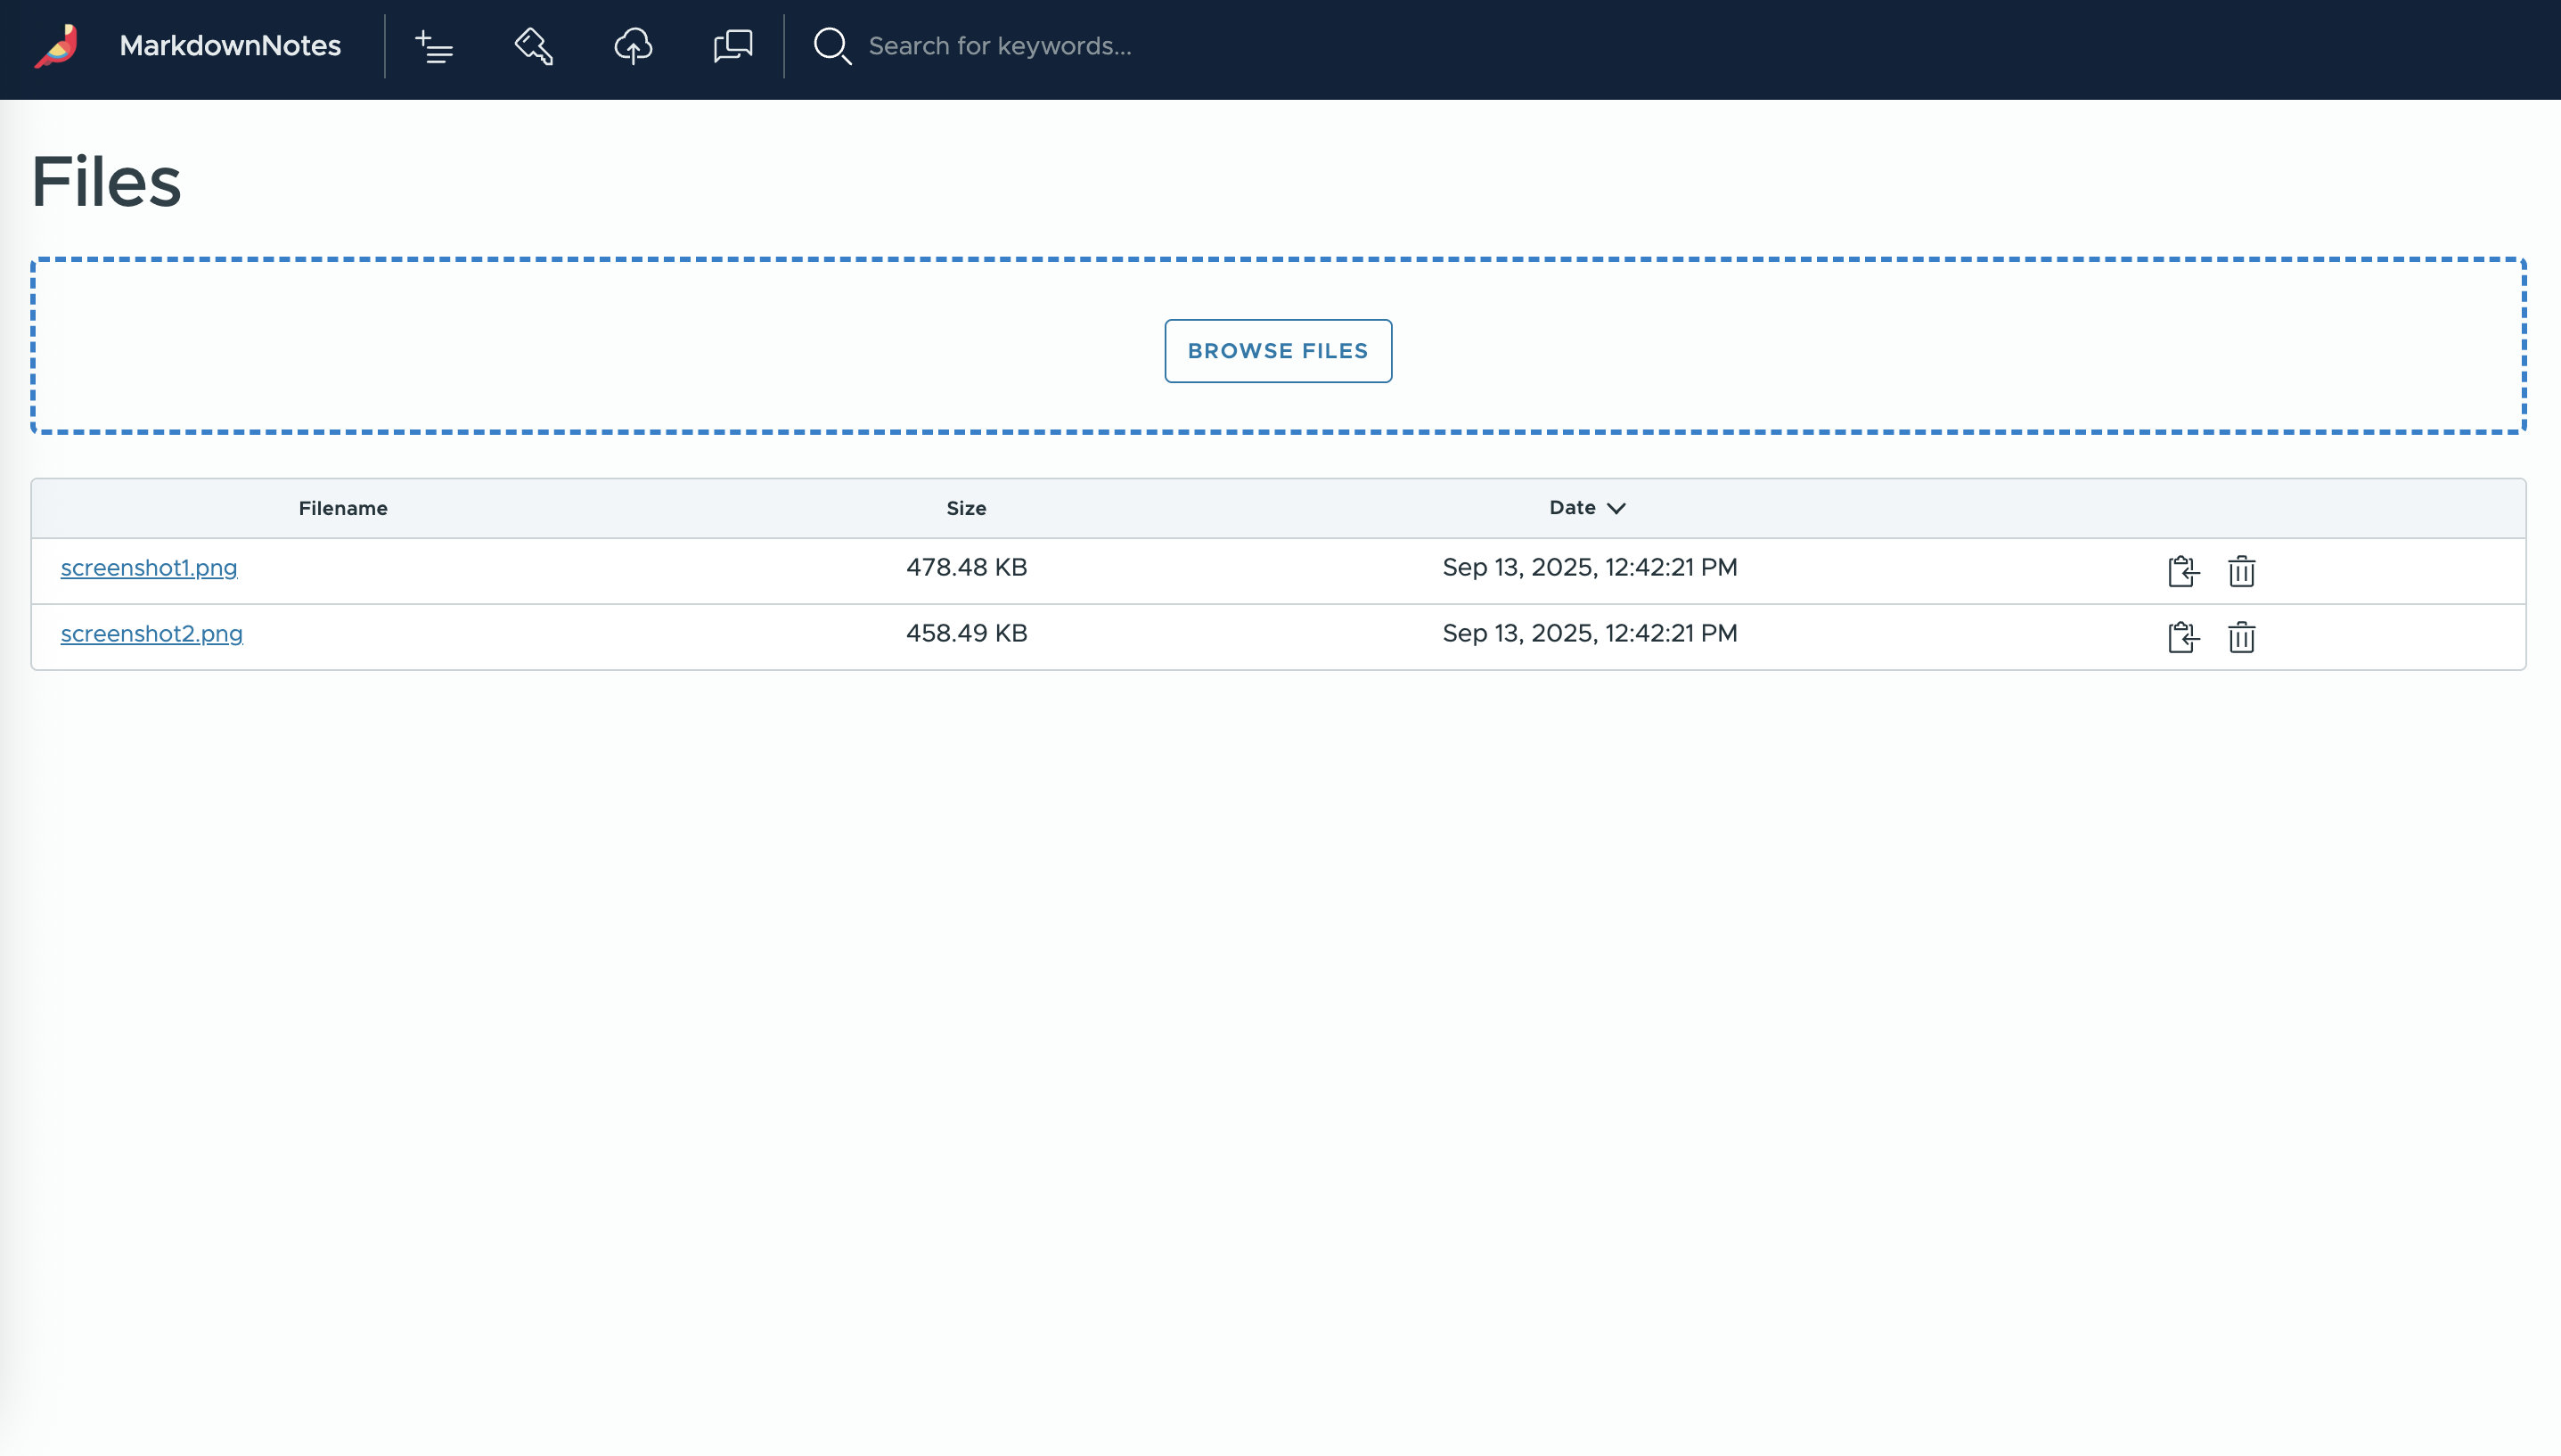 MarkdownNotes
Search for keywords...
Files
BROWSE FILES
Filename Size Date
screenshot1.png 478.48 KB Sep 13, 2025, 12:42:21 PM
screenshot2.png 458.49 KB Sep 13, 2025, 12:42:21 PM